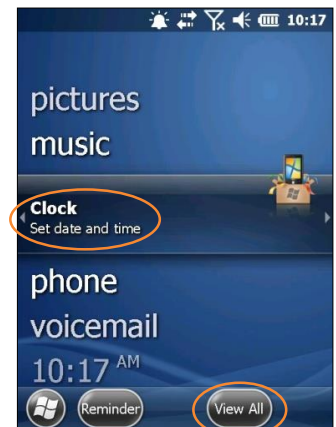 10:17
pictures
music
Clock
Set date and time
phone
voicemail
10:17 AM
Reminder View All